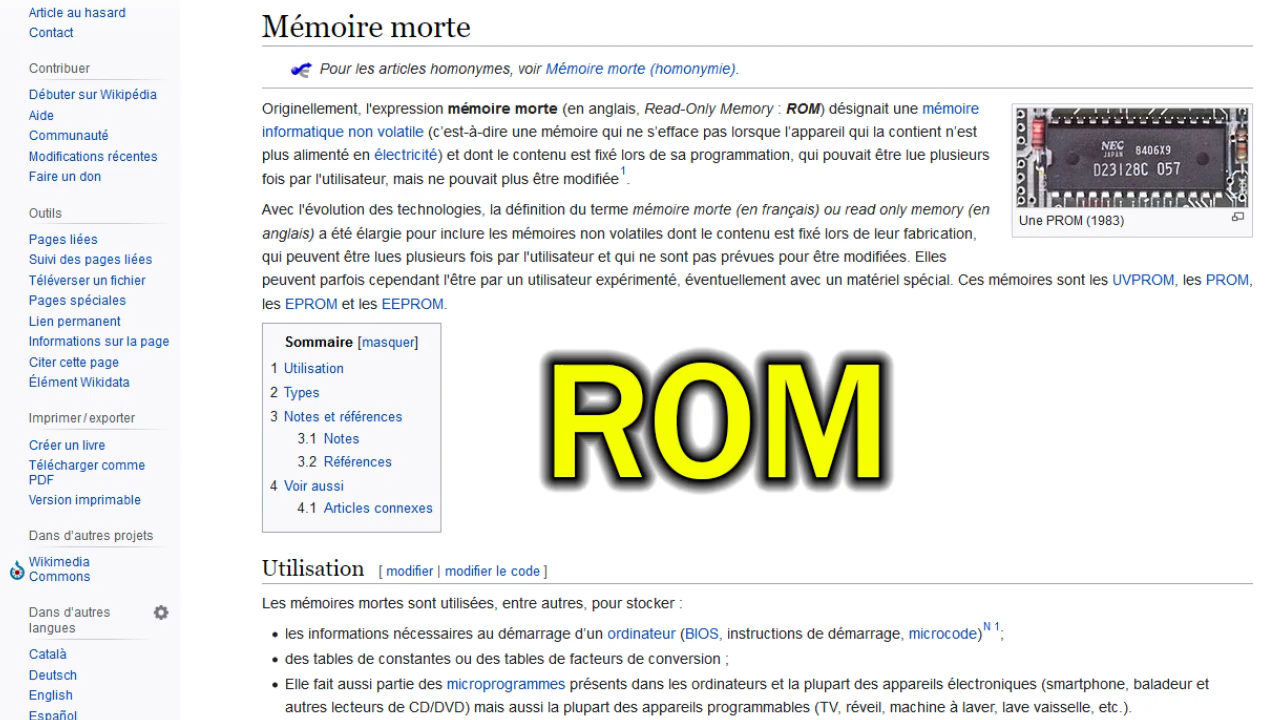 Article au hasard
Contact
Contribuer
Débuter sur Wikipédia
Aide
Communauté
Modifications récentes
Faire un don
Outils
Pages liées
Suivi des pages liées
Téléverser un fichier
Pages spéciales
Lien permanent
Informations sur la page
Citer cette page
Élément Wikidata
Imprimer / exporter
Créer un livre
Télécharger comme
PDF
Version imprimable
Dans d'autres projets
Wikimedia
Commons
Dans d'autres
langues
Català
Deutsch
English
Español
Mémoire morte
Pour les articles homonymes, voir Mémoire morte (homonymie).
Originellement, l'expression mémoire morte (en anglais, Read-Only Memory : ROM) désignait une mémoire
informatique non volatile (c'est-à-dire une mémoire qui ne s'efface pas lorsque l'appareil qui la contient n'est
plus alimenté en électricité) et dont le contenu est fixé lors de sa programmation, qui pouvait être lue plusieurs
fois par l'utilisateur, mais ne pouvait plus être modifiée 1.
NEC
JAPAN 8406X9
D23128C 057
Une PROM (1983)
Avec l'évolution des technologies, la définition du terme mémoire morte (en français) ou read only memory (en
anglais) a été élargie pour inclure les mémoires non volatiles dont le contenu est fixé lors de leur fabrication,
qui peuvent être lues plusieurs fois par l'utilisateur et qui ne sont pas prévues pour être modifiées. Elles
peuvent parfois cependant l'être par un utilisateur expérimenté, éventuellement avec un matériel spécial. Ces mémoires sont les UVPROM, les PROM,
les EPROM et les EEPROM.
Sommaire [masquer]
1 Utilisation
2 Types
3 Notes et références
3.1 Notes
3.2 Références
4 Voir aussi
4.1 Articles connexes
ROM
Utilisation [ modifier | modifier le code ]
Les mémoires mortes sont utilisées, entre autres, pour stocker :
• les informations nécessaires au démarrage d'un ordinateur (BIOS, instructions de démarrage, microcode)N 1;
• des tables de constantes ou des tables de facteurs de conversion ;
• Elle fait aussi partie des microprogrammes présents dans les ordinateurs et la plupart des appareils électroniques (smartphone, baladeur et
autres lecteurs de CD/DVD) mais aussi la plupart des appareils programmables (TV, réveil, machine à laver, lave vaisselle, etc.).